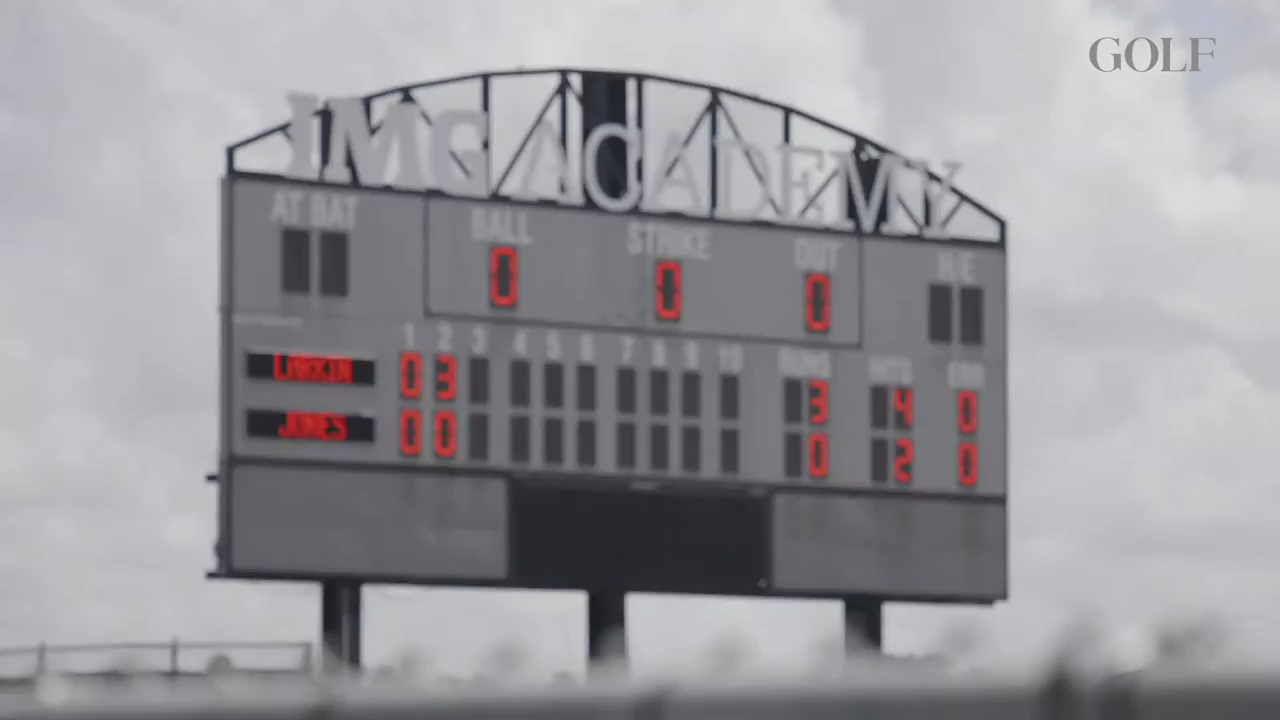 GOLF
IMG ACADEMY
AT BAT BALL STRIKE OUT H/E
0 0 0
1 2 3 4 5 6 7 8 9 10 RUNS HITS ERR
LARKIN 0 3 3 4 0
JONES 0 0 0 2 0